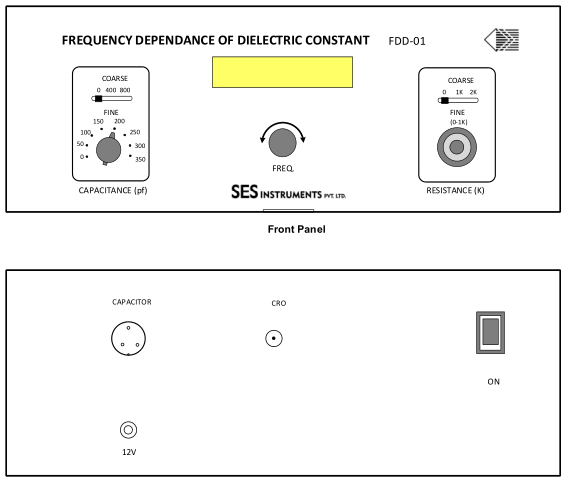 FREQUENCY DEPENDANCE OF DIELECTRIC CONSTANT FDD-01
COARSE
0 400 800
FINE
150 200
100 250
50 300
0 350
CAPACITANCE (pf)
FREQ.
SES INSTRUMENTS PVT. LTD.
COARSE
0 1K 2K
FINE
(0-1K)
RESISTANCE (K)
Front Panel
CAPACITOR
CRO
ON
12V